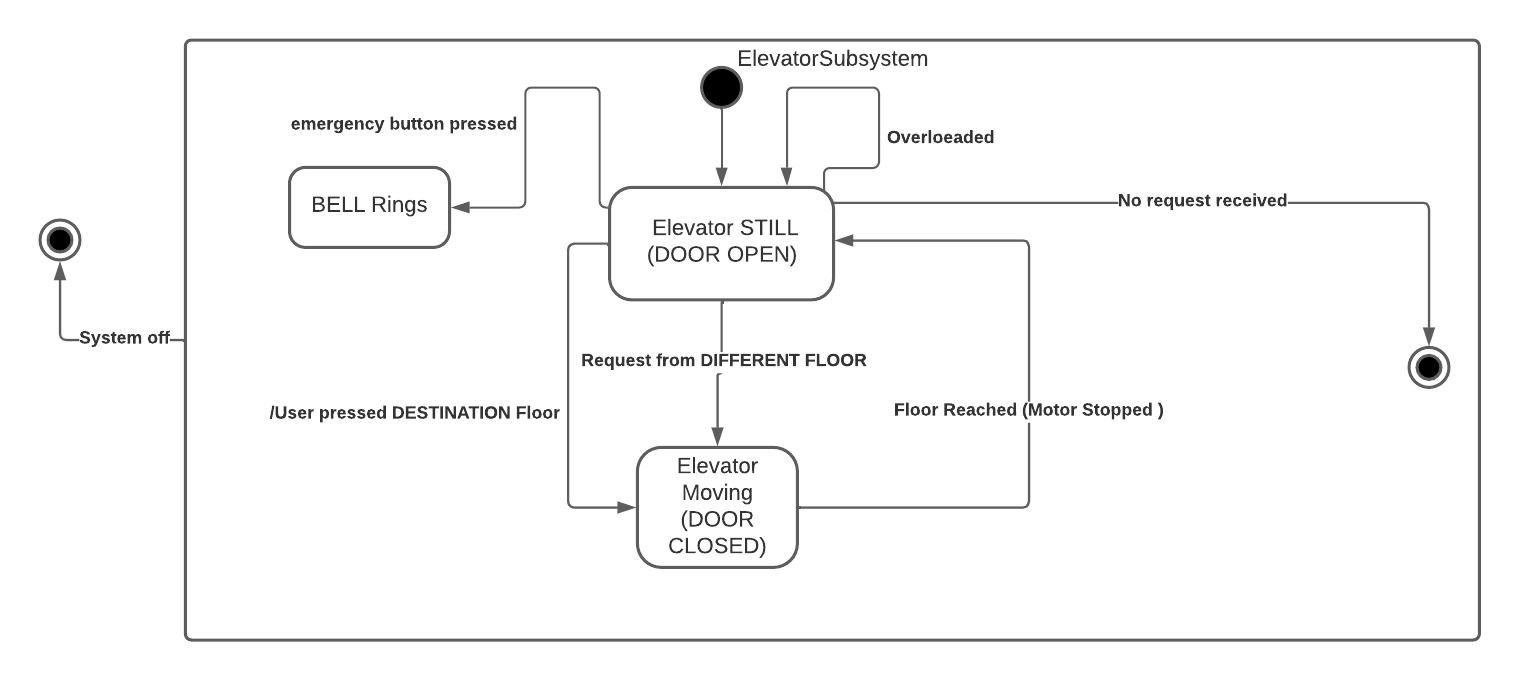 ElevatorSubsystem
emergency button pressed
Overloeaded
BELL Rings
No request received
Elevator STILL
(DOOR OPEN)
System off
Request from DIFFERENT FLOOR
/User pressed DESTINATION Floor
Floor Reached (Motor Stopped )
Elevator
Moving
(DOOR
CLOSED)